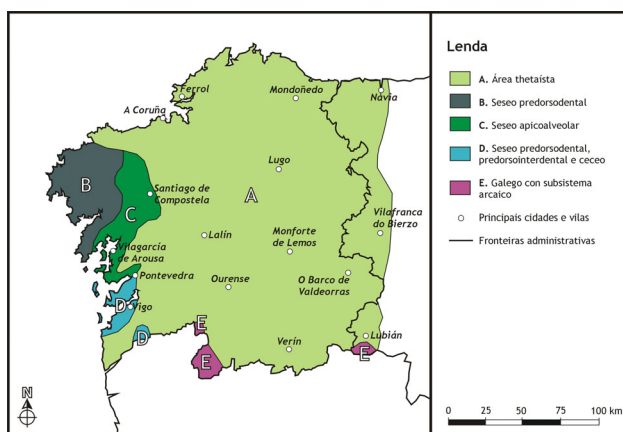 Ferrol
Mondoñedo
Návia
A Coruña
Lugo
B
A
Santiago de
Compostela
C
Vilafranca
do Bierzo
Lalín
Monforte
de Lemos
Vilagarcía
de Arousa
Pontevedra
Ourense
O Barco de
Valdeorras
D
Vigo
E
D
Lubián
E
Verín
E
N
Lenda
A. Área thetaísta
B. Seseo predorsodental
C. Seseo apicoalveolar
D. Seseo predorsodental,
predorsointerdental e ceceo
E. Galego con subsistema
arcaico
Principais cidades e vilas
Fronteiras administrativas
0 25 50 75 100 km